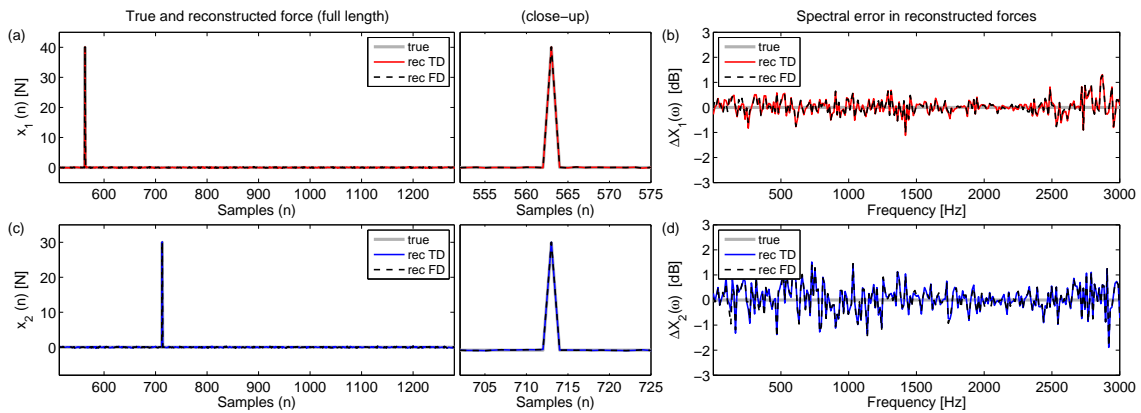 True and reconstructed force (full length)
(close−up)
Spectral error in reconstructed forces
(a)
x1 (n) [N]
40
30
20
10
0
true
rec TD
rec FD
600 700 800 900 1000 1100 1200
Samples (n)
555 560 565 570 575
Samples (n)
(b)
ΔX1(ω) [dB]
3
2
1
0
−1
−2
−3
true
rec TD
rec FD
500 1000 1500 2000 2500 3000
Frequency [Hz]
(c)
x2 (n) [N]
30
20
10
0
true
rec TD
rec FD
600 700 800 900 1000 1100 1200
Samples (n)
705 710 715 720 725
Samples (n)
(d)
ΔX2(ω) [dB]
3
2
1
0
−1
−2
−3
true
rec TD
rec FD
500 1000 1500 2000 2500 3000
Frequency [Hz]